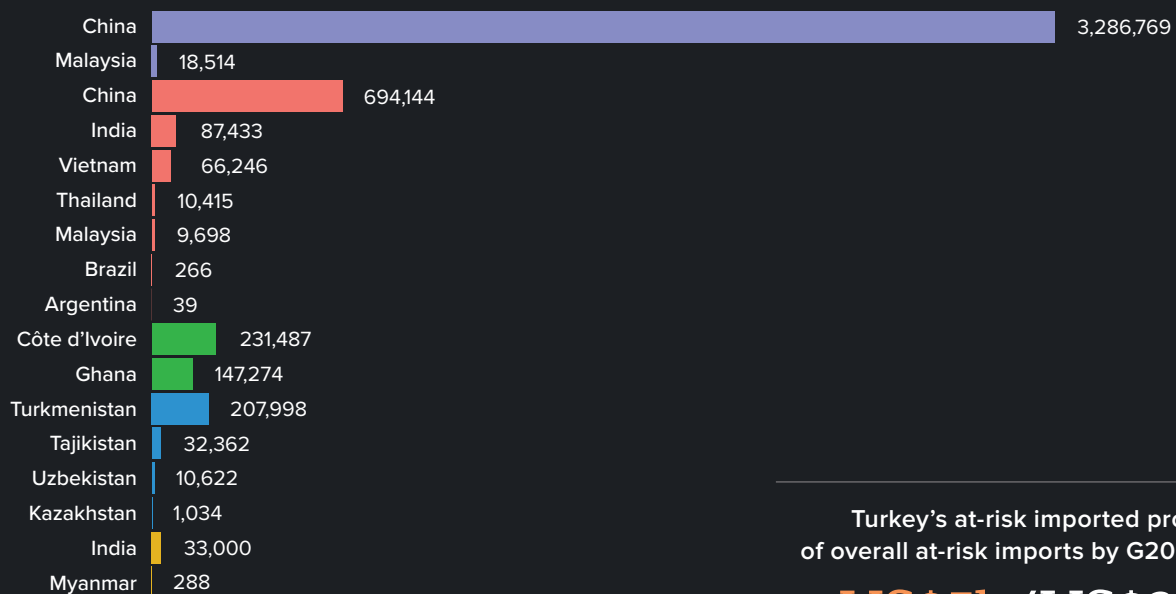 China 3,286,769
Malaysia 18,514
China 694,144
India 87,433
Vietnam 66,246
Thailand 10,415
Malaysia 9,698
Brazil 266
Argentina 39
Côte d’Ivoire 231,487
Ghana 147,274
Turkmenistan 207,998
Tajikistan 32,362
Uzbekistan 10,622
Kazakhstan 1,034
India 33,000
Myanmar 288
Turkey’s at-risk imported
of overall at-risk imports by G20